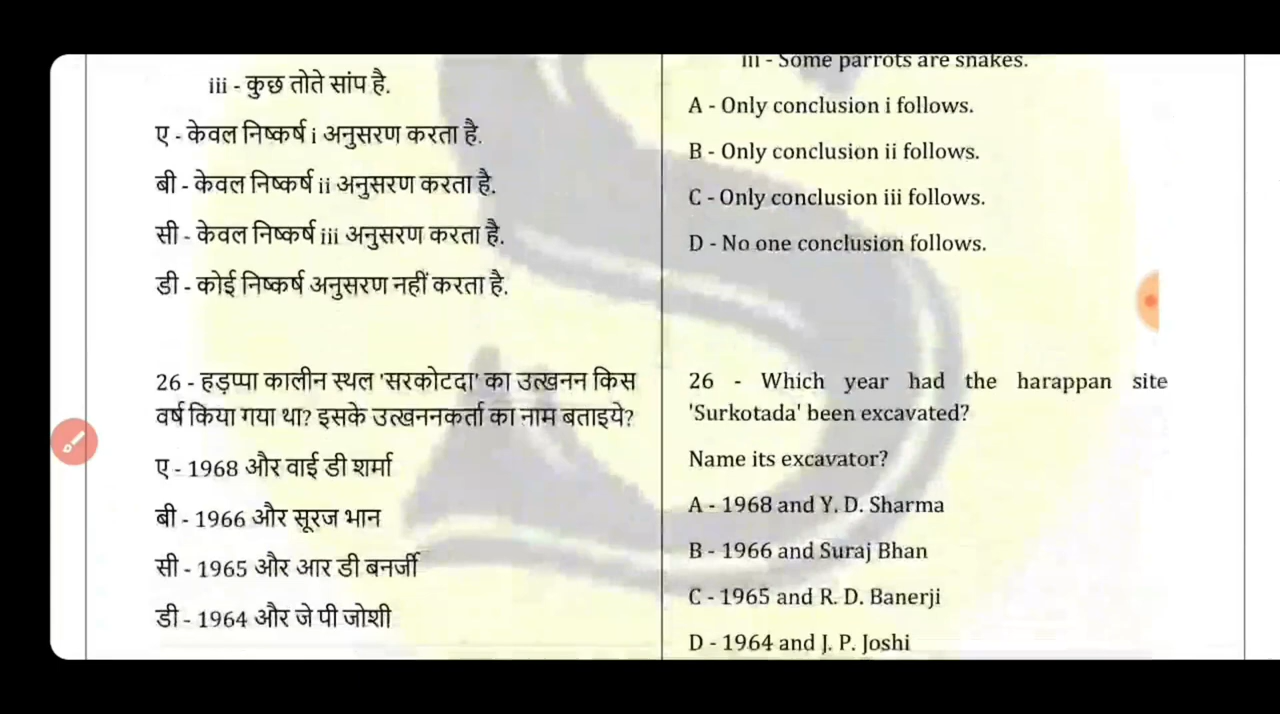 iii - कुछ तोते सांप है.
ए - केवल निष्कर्ष i अनुसरण करता है.
बी - केवल निष्कर्ष ii अनुसरण करता है.
सी - केवल निष्कर्ष iii अनुसरण करता है.
डी - कोई निष्कर्ष अनुसरण नहीं करता है.
26 - हड़प्पा कालीन स्थल 'सरकोटदा' का उत्खनन किस
वर्ष किया गया था? इसके उत्खननकर्ता का नाम बताइये?
ए - 1968 और वाई डी शर्मा
बी - 1966 और सूरज भान
सी - 1965 और आर डी बनर्जी
डी - 1964 और जे पी जोशी
iii - Some parrots are snakes.
A - Only conclusion i follows.
B - Only conclusion ii follows.
C - Only conclusion iii follows.
D - No one conclusion follows.
26 - Which year had the harappan site
'Surkotada' been excavated?
Name its excavator?
A - 1968 and Y. D. Sharma
B - 1966 and Suraj Bhan
C - 1965 and R. D. Banerji
D - 1964 and J. P. Joshi